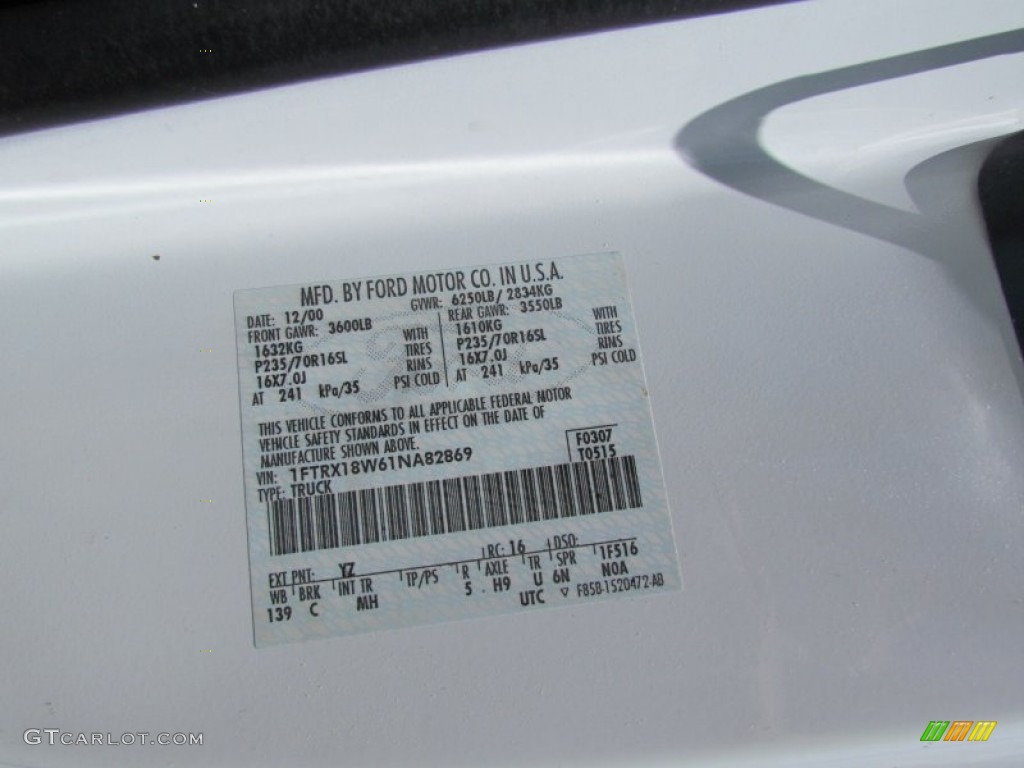 MFD. BY FORD MOTOR CO. IN U.S.A.
DATE: 12/00 GVWR: 6250LB/ 2834KG
FRONT GAWR: 3600LB REAR GAWR: 3550LB
1632KG WITH 1610KG WITH
P235/70R16SL TIRES P235/70R16SL TIRES
16X7.0J RIMS 16X7.0J RIMS
AT 241 kPa/35 PSI COLD AT 241 kPa/35 PSI COLD
THIS VEHICLE CONFORMS TO ALL APPLICABLE FEDERAL MOTOR
VEHICLE SAFETY STANDARDS IN EFFECT ON THE DATE OF
MANUFACTURE SHOWN ABOVE.
VIN: 1FTRX18W61NA82869 F0307
TYPE: TRUCK T0515
EXT PNT: YZ RC: 16 DSO:
WB BRK INT TR TP/PS R AXLE TR SPR 1F516
139 C MH 5 H9 U 6N NOA
UTC ▽ F85B-1520472-AB
GTCARLOT.COM